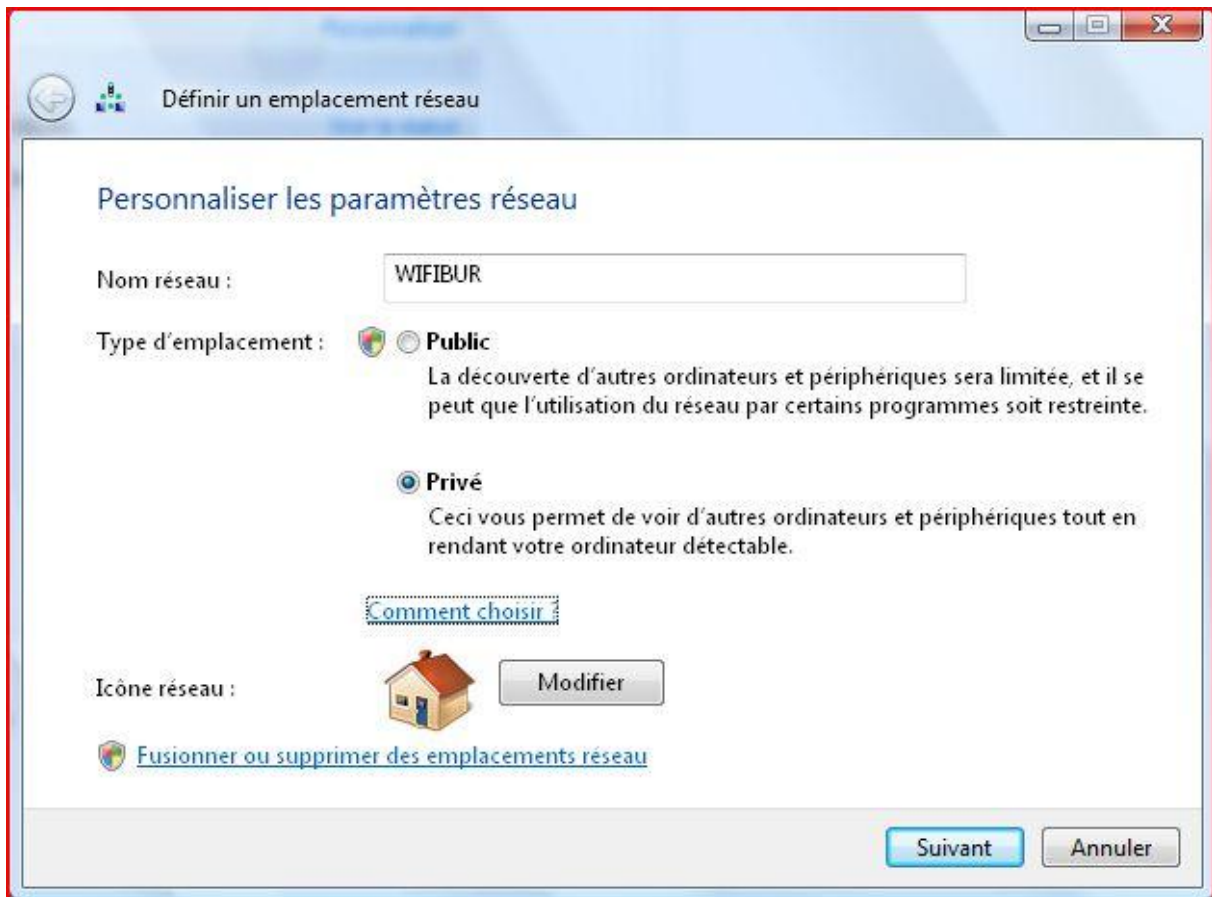 Définir un emplacement réseau
Personnaliser les paramètres réseau
Nom réseau :
WIFIBUR
Type d'emplacement :
Public
La découverte d'autres ordinateurs et périphériques sera limitée, et il se
peut que l'utilisation du réseau par certains programmes soit restreinte.
Privé
Ceci vous permet de voir d'autres ordinateurs et périphériques tout en
rendant votre ordinateur détectable.
Comment choisir ?
Icône réseau :
Modifier
Fusionner ou supprimer des emplacements réseau
Suivant
Annuler